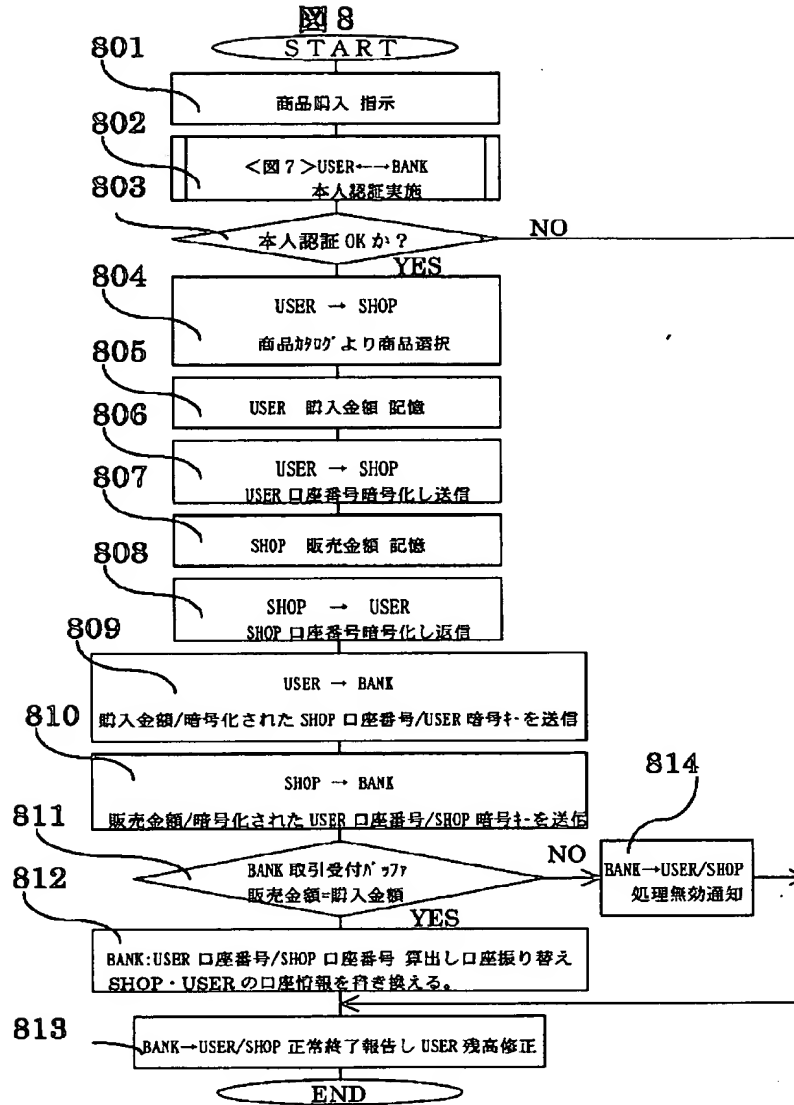 図8
START
801
商品購入 指示
802
<図7>USER←→BANK
本人認証実施
803
本人認証OKか?
NO
YES
804
USER → SHOP
商品ｶﾀﾛｸﾞより商品選択
805
USER 購入金額 記憶
806
USER → SHOP
USER 口座番号暗号化し送信
807
SHOP 販売金額 記憶
808
SHOP → USER
SHOP 口座番号暗号化し返信
809
USER → BANK
購入金額/暗号化された SHOP 口座番号/USER 暗号ｷｰを送信
810
SHOP → BANK
販売金額/暗号化された USER 口座番号/SHOP 暗号ｷｰを送信
811
BANK 取引受付ﾊﾞｯﾌｧ
販売金額=購入金額
NO
YES
814
BANK→USER/SHOP
処理無効通知
812
BANK:USER 口座番号/SHOP 口座番号 算出し口座振り替え
SHOP・USERの口座情報を書き換える。
813
BANK→USER/SHOP 正常終了報告しUSER 残高修正
END